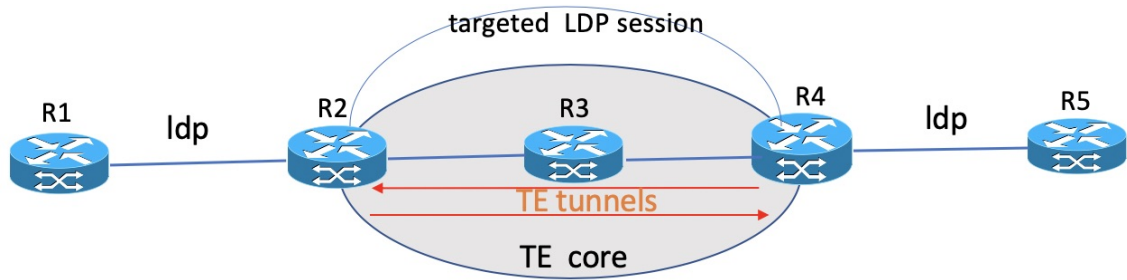 targeted LDP session
R1
ldp
R2
R3
R4
ldp
R5
TE tunnels
TE core